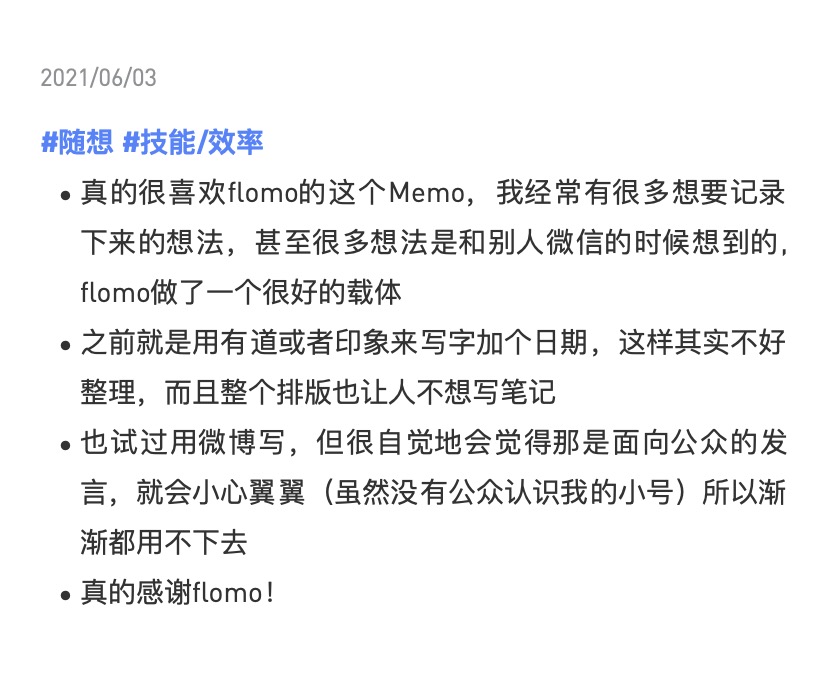 2021/06/03
#随想 #技能/效率
• 真的很喜欢flomo的这个Memo，我经常有很多想要记录
下来的想法，甚至很多想法是和别人微信的时候想到的，
flomo做了一个很好的载体
• 之前就是用有道或者印象来写字加个日期，这样其实不好
整理，而且整个排版也让人不想写笔记
• 也试过用微博写，但很自觉地会觉得那是面向公众的发
言，就会小心翼翼（虽然没有公众认识我的小号）所以渐
渐都用不下去
• 真的感谢flomo！